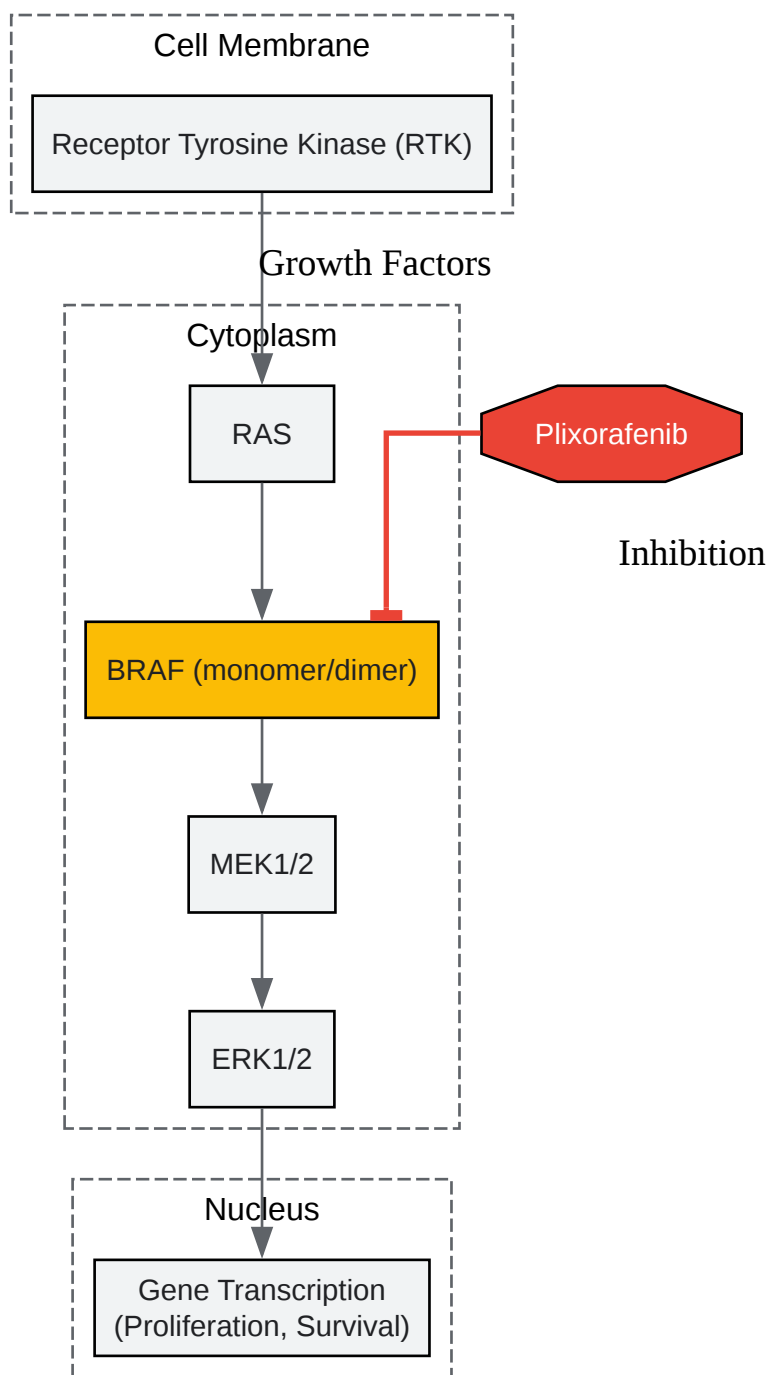 Cell Membrane
Receptor Tyrosine Kinase (RTK)
Growth Factors
Cytoplasm
RAS
Plixorafenib
Inhibition
BRAF (monomer/dimer)
MEK1/2
ERK1/2
Nucleus
Gene Transcription
(Proliferation, Survival)